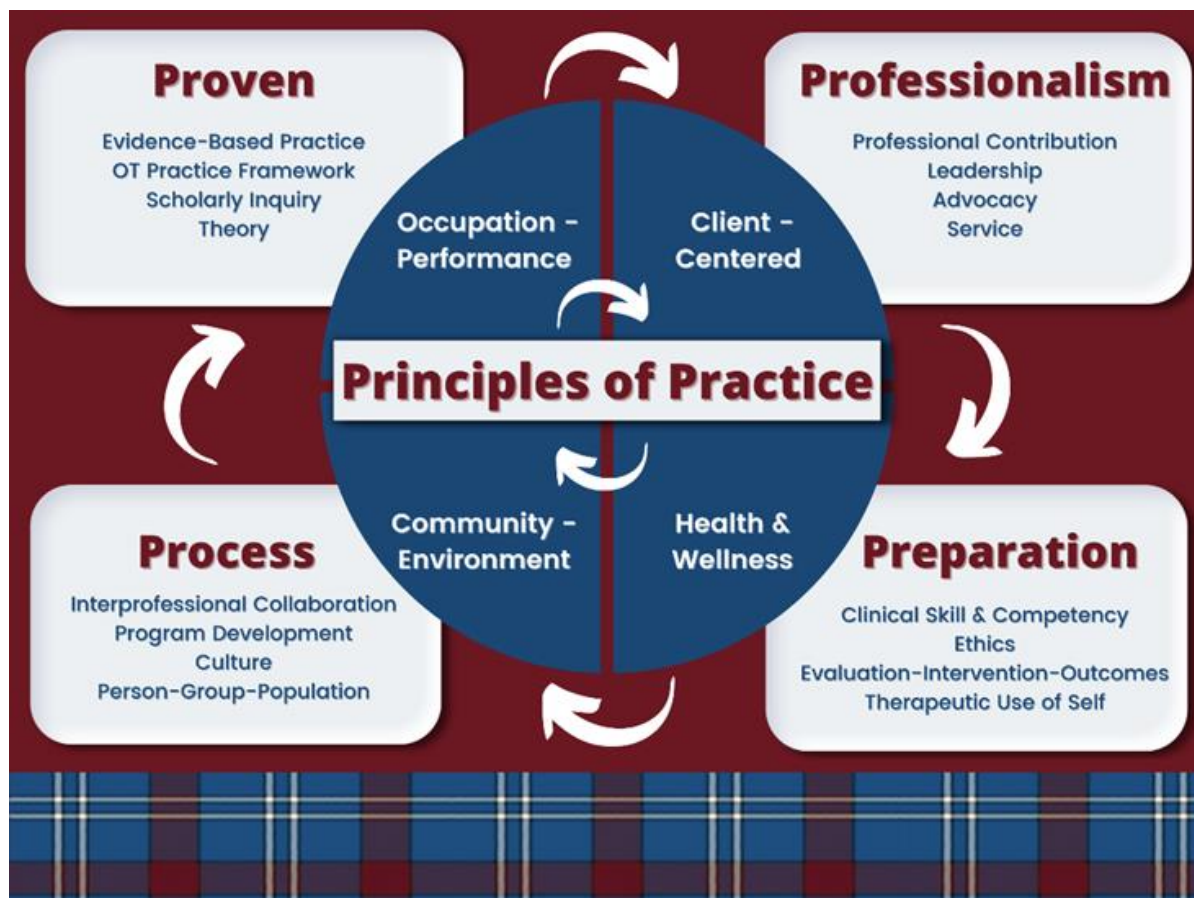 Proven
Evidence-Based Practice
OT Practice Framework
Scholarly Inquiry
Theory
Professionalism
Professional Contribution
Leadership
Advocacy
Service
Occupation -
Performance
Client -
Centered
Principles of Practice
Community -
Environment
Health &
Wellness
Process
Interprofessional Collaboration
Program Development
Culture
Person-Group-Population
Preparation
Clinical Skill & Competency
Ethics
Evaluation-Intervention-Outcomes
Therapeutic Use of Self